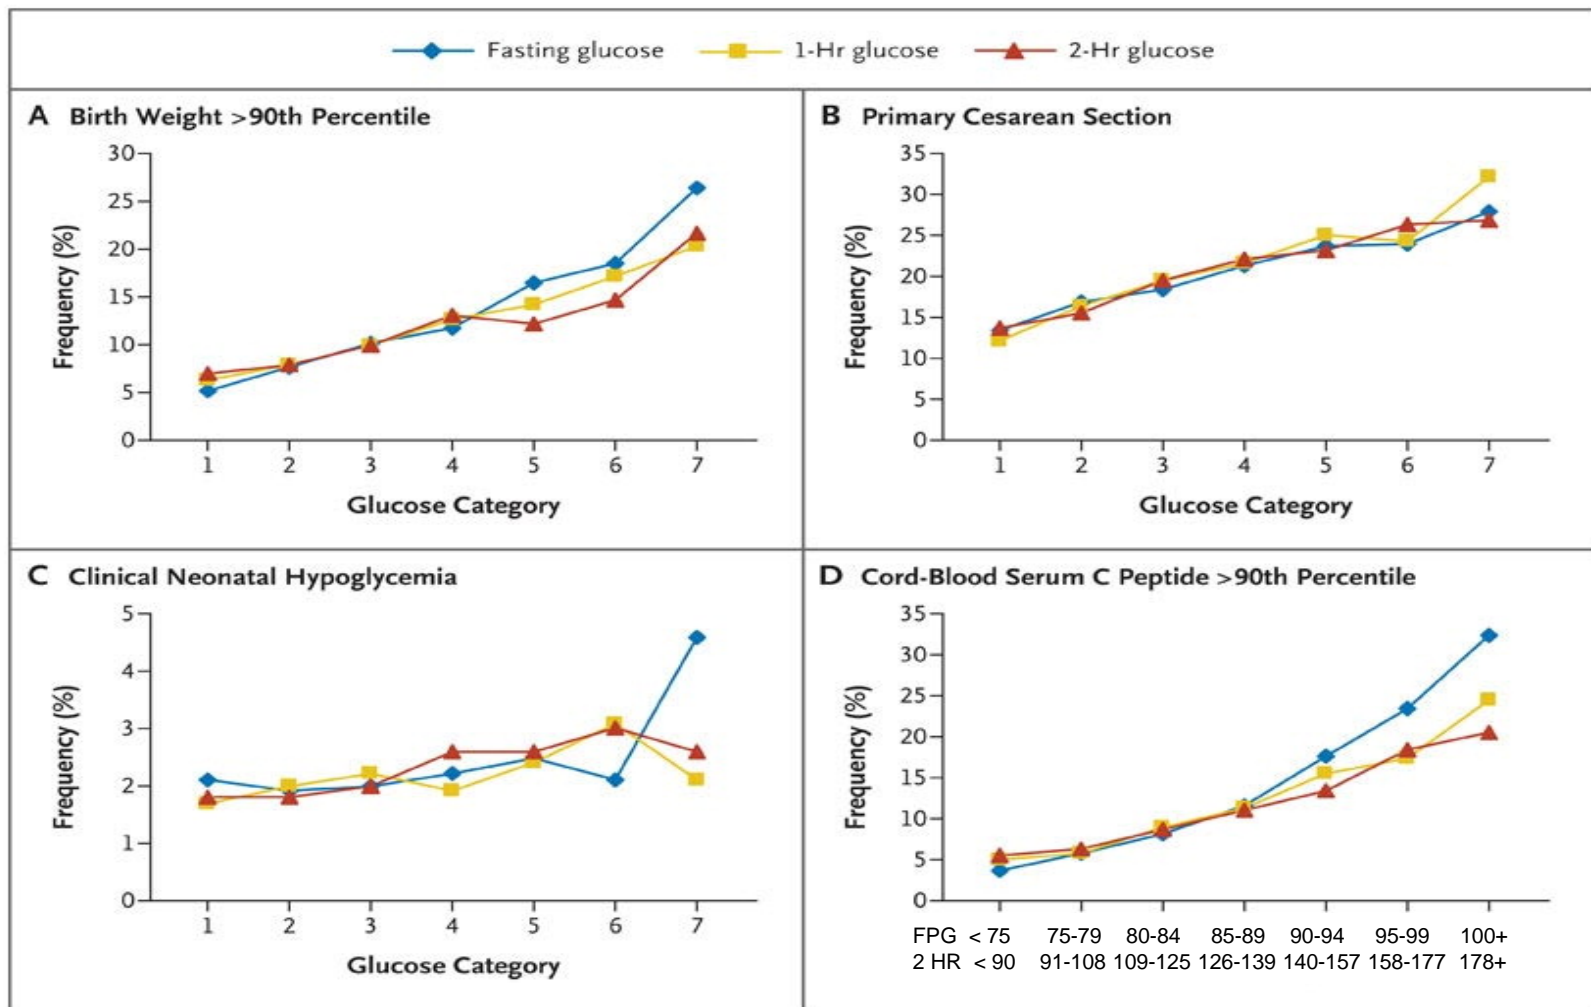 Fasting glucose 1-Hr glucose 2-Hr glucose
A Birth Weight >90th Percentile
30
25
20
15
10
5
0
Frequency (%)
1 2 3 4 5 6 7
Glucose Category
B Primary Cesarean Section
35
30
25
20
15
10
5
0
Frequency (%)
1 2 3 4 5 6 7
Glucose Category
C Clinical Neonatal Hypoglycemia
5
4
3
2
1
0
Frequency (%)
1 2 3 4 5 6 7
Glucose Category
D Cord-Blood Serum C Peptide >90th Percentile
35
30
25
20
15
10
5
0
Frequency (%)
FPG < 75 75-79 80-84 85-89 90-94 95-99 100+
2 HR < 90 91-108 109-125 126-139 140-157 158-177 178+